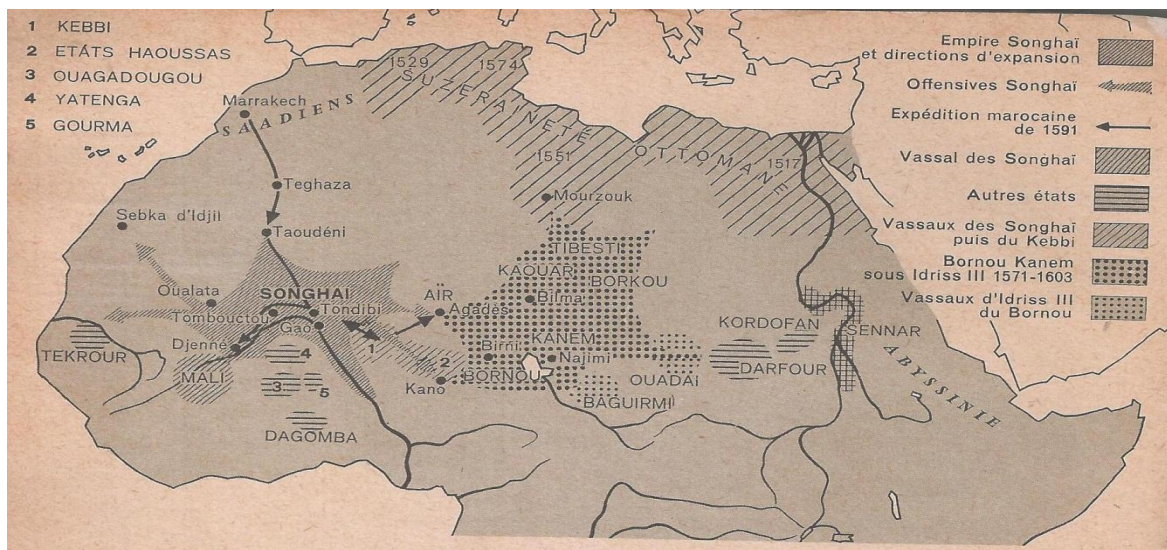 1 KEBBI
2 ETÁTS HAOUSSAS
3 OUAGADOUGOU
4 YATENGA
5 GOURMA
Empire Songhaï
et directions d'expansion
Offensives Songhaï
Expédition marocaine
de 1591
Vassal des Songhaï
Autres états
Vassaux des Songhaï
puis du Kebbi
Bornou Kanem
sous Idriss III 1571-1603
Vassaux d'Idriss III
du Bornou
1529
1574
SUZERAINETÉ
OTTOMANE
1551
1517
Marrakech
SAADIENS
Teghaza
Mourzouk
Sebka d'Idjil
Taoudéni
TIBESTI
KAOUAR
BORKOU
Oualata
SONGHAI
AÏR
Bilma
Tombouctou
Tondibi
Agadès
Gao
KORDOFAN
SENNAR
Djenné
1
KANEM
TEKROUR
4
2
Birnii
Najimi
ABYSSINIE
MALI
BORNOU
OUADAÏ
DARFOUR
3
5
Kano
BAGUIRMI
DAGOMBA